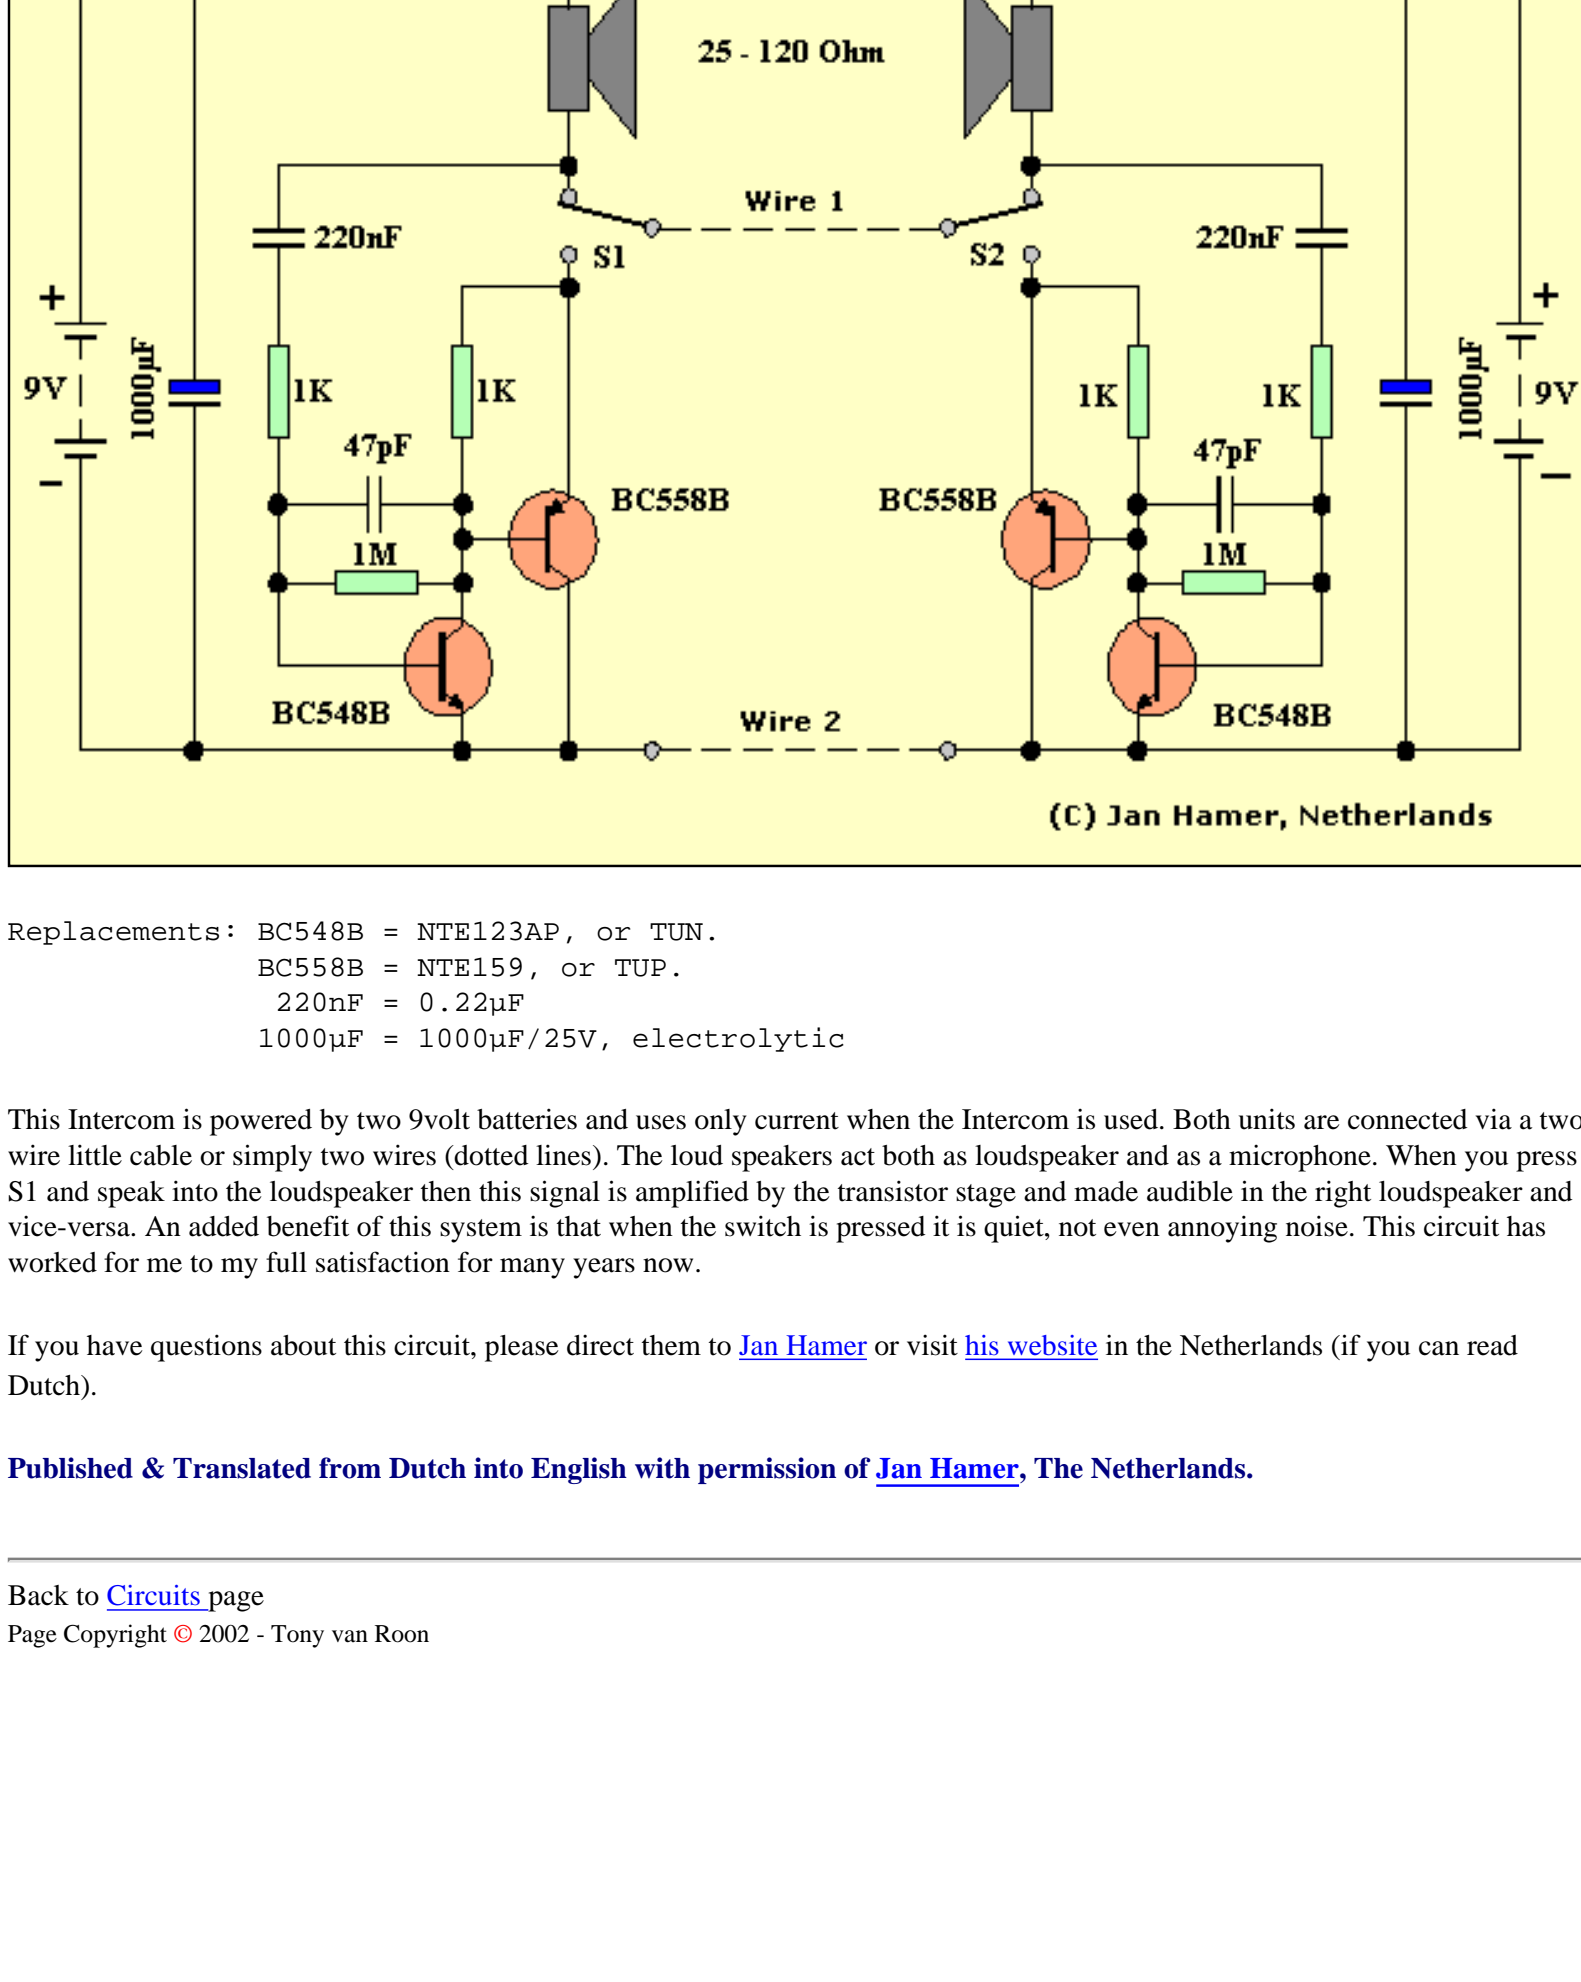 25 - 120 Ohm
Wire 1
220nF
220nF
S1
S2
+
+
1000µF
1000µF
9V
1K
1K
1K
1K
9V
47pF
47pF
–
–
BC558B
BC558B
1M
1M
BC548B
BC548B
Wire 2
(C) Jan Hamer, Netherlands
Replacements: BC548B = NTE123AP, or TUN.
BC558B = NTE159, or TUP.
220nF = 0.22µF
1000µF = 1000µF/25V, electrolytic
This Intercom is powered by two 9volt batteries and uses only current when the Intercom is used. Both units are connected via a two
wire little cable or simply two wires (dotted lines). The loud speakers act both as loudspeaker and as a microphone. When you press
S1 and speak into the loudspeaker then this signal is amplified by the transistor stage and made audible in the right loudspeaker and
vice-versa. An added benefit of this system is that when the switch is pressed it is quiet, not even annoying noise. This circuit has
worked for me to my full satisfaction for many years now.
If you have questions about this circuit, please direct them to Jan Hamer or visit his website in the Netherlands (if you can read
Dutch).
Published & Translated from Dutch into English with permission of Jan Hamer, The Netherlands.
Back to Circuits page
Page Copyright © 2002 - Tony van Roon